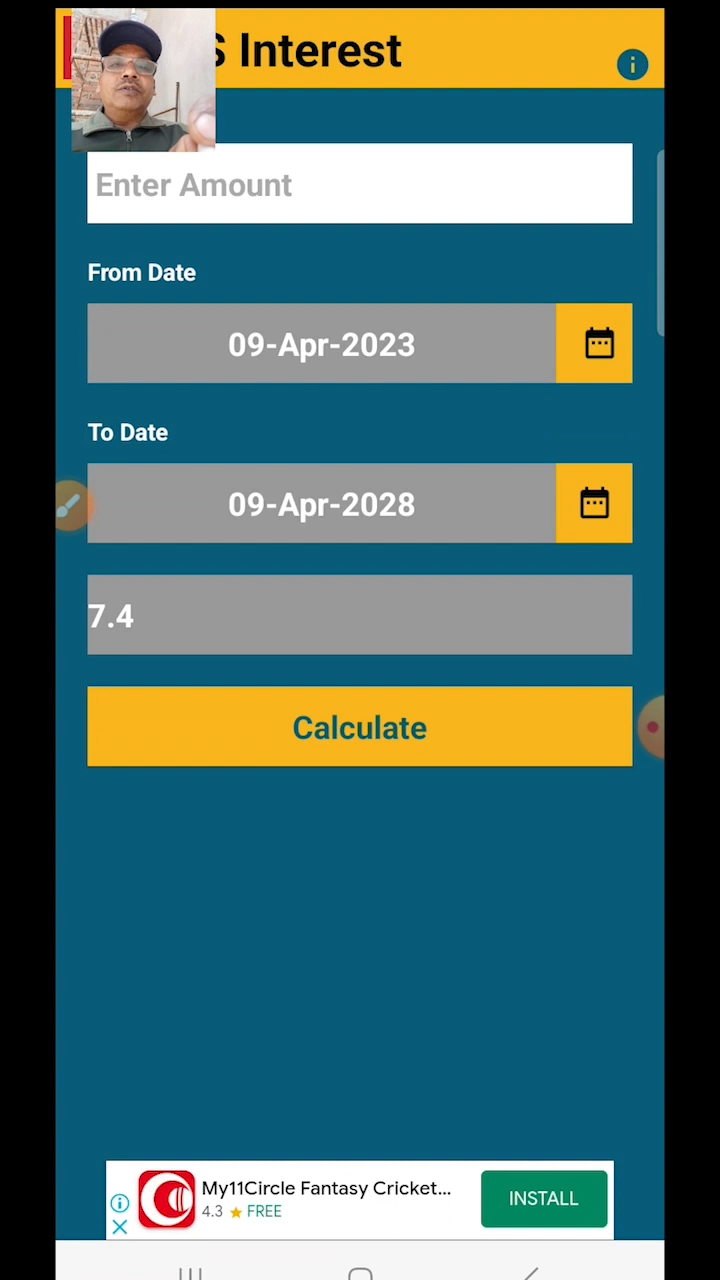 S Interest
Enter Amount
From Date
09-Apr-2023
To Date
09-Apr-2028
7.4
Calculate
My11Circle Fantasy Cricket...
4.3 ★ FREE
INSTALL